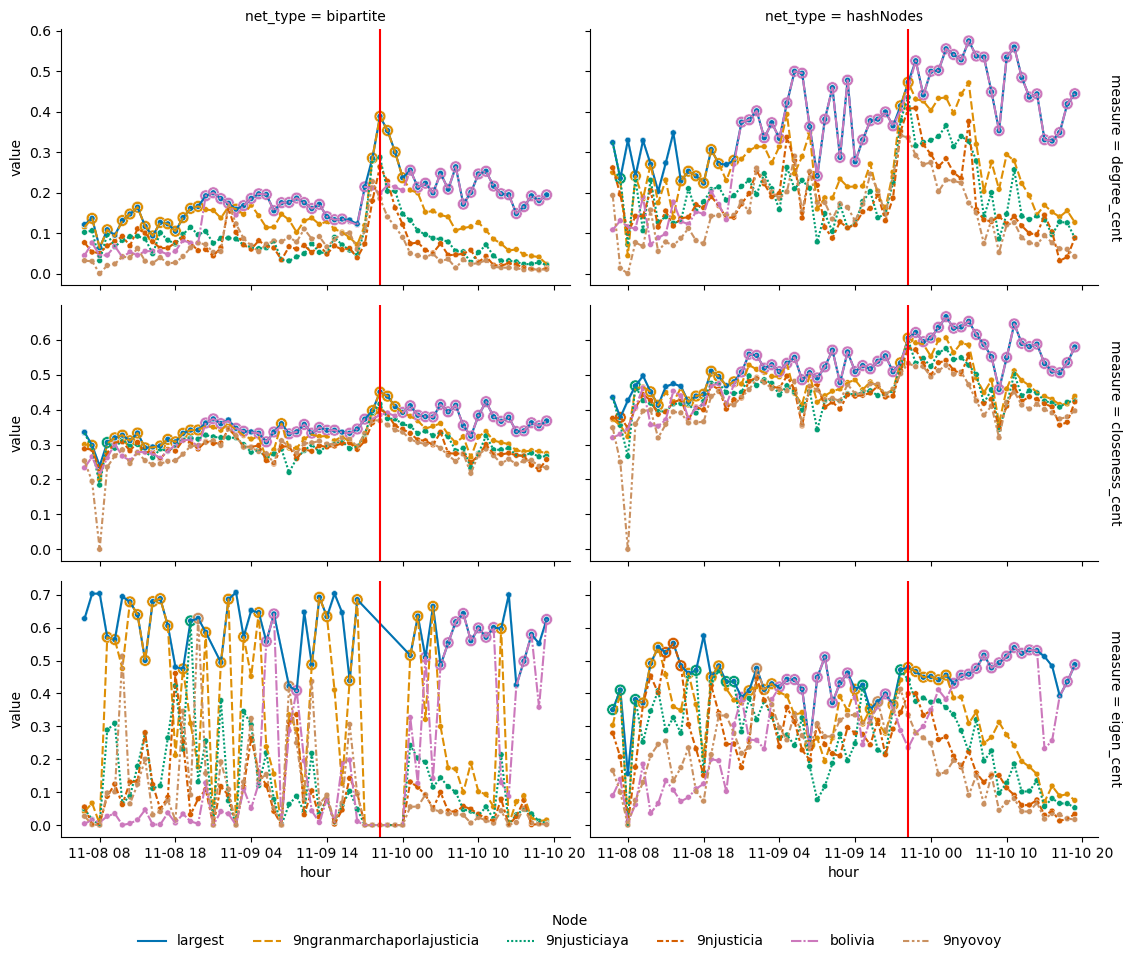 net_type = bipartite
net_type = hashNodes
0.6
0.5
0.4
0.3
0.2
0.1
0.0
value
measure = degree_cent
0.6
0.5
0.4
0.3
0.2
0.1
0.0
value
measure = closeness_cent
0.7
0.6
0.5
0.4
0.3
0.2
0.1
0.0
value
measure = eigen_cent
11-08 08 11-08 18 11-09 04 11-09 14 11-10 00 11-10 10 11-10 20
11-08 08 11-08 18 11-09 04 11-09 14 11-10 00 11-10 10 11-10 20
hour
hour
Node
largest 9ngranmarchaporlajusticia 9njusticiaya 9njusticia bolivia 9nyovoy